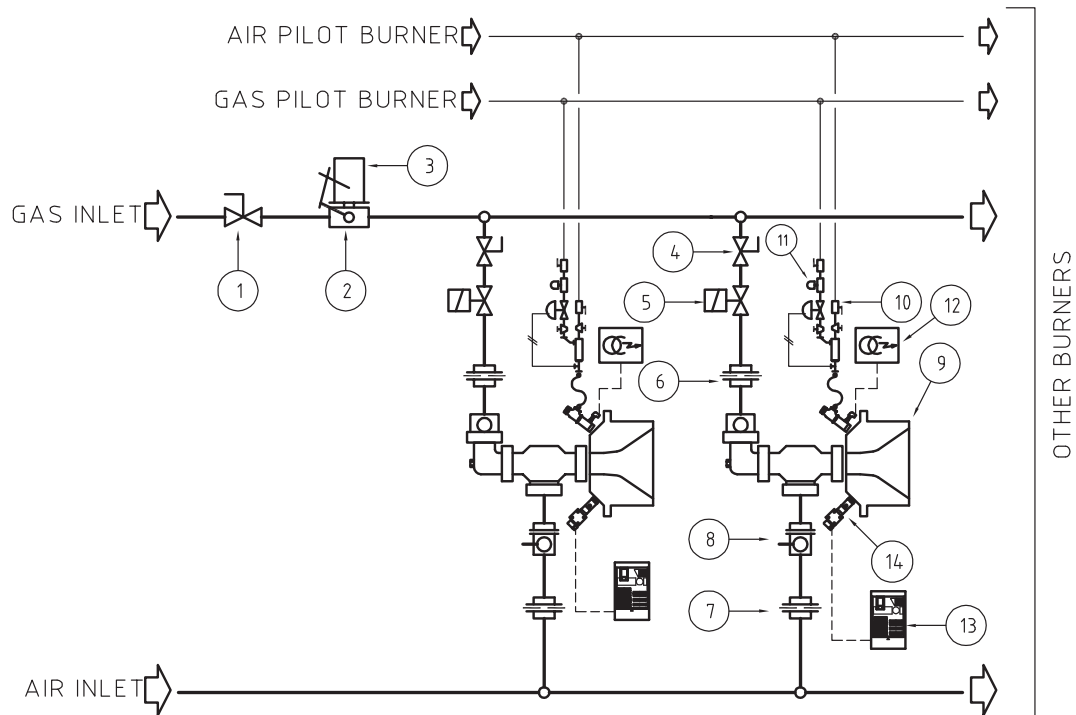 AIR PILOT BURNER
GAS PILOT BURNER
GAS INLET
3
1
2
4
11
5
10
12
6
9
8
14
7
13
AIR INLET
OTHER BURNERS